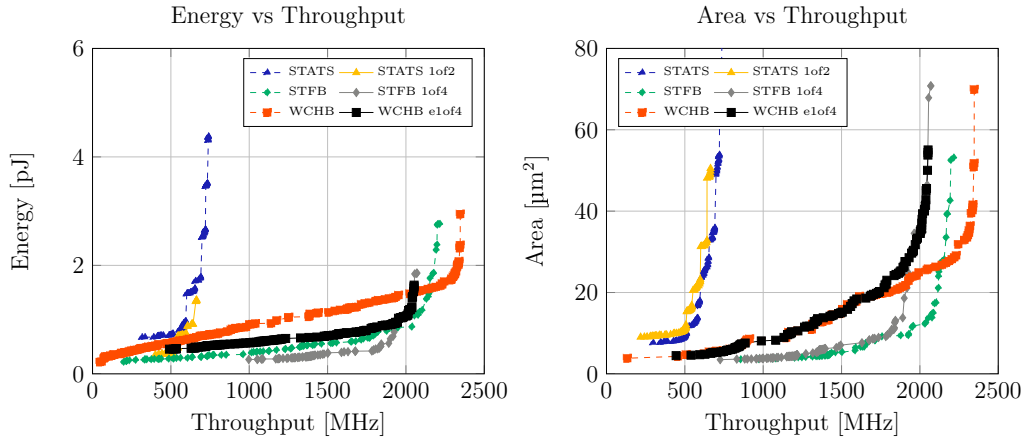 Energy vs Throughput
6
4
2
0
Energy [pJ]
STATS STATS 1of2
STFB STFB 1of4
WCHB WCHB e1of4
0 500 1000 1500 2000 2500
Throughput [MHz]
Area vs Throughput
80
60
40
20
0
Area [µm²]
STATS STATS 1of2
STFB STFB 1of4
WCHB WCHB e1of4
0 500 1000 1500 2000 2500
Throughput [MHz]